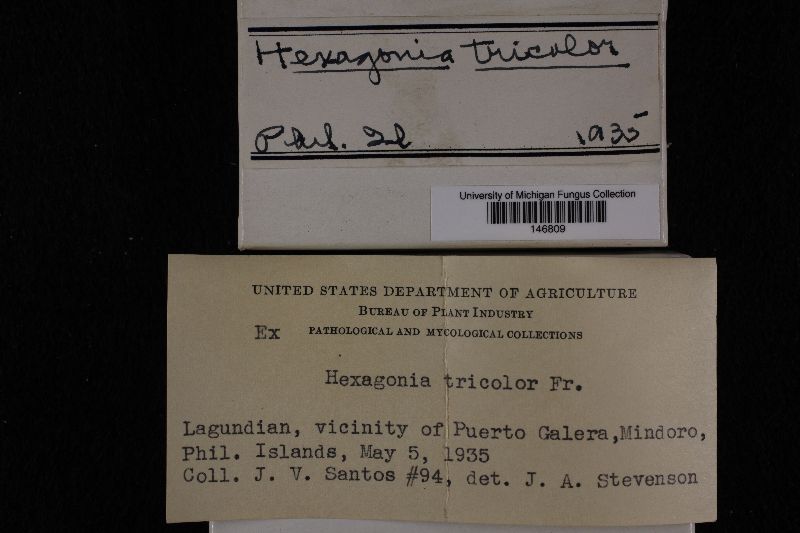 Hexagonia tricolor
Phil. Isl 1935
University of Michigan Fungus Collection
146809
UNITED STATES DEPARTMENT OF AGRICULTURE
BUREAU OF PLANT INDUSTRY
Ex PATHOLOGICAL AND MYCOLOGICAL COLLECTIONS
Hexagonia tricolor Fr.
Lagundian, vicinity of Puerto Galera,Mindoro,
Phil. Islands, May 5, 1935
Coll. J. V. Santos #94, det. J. A. Stevenson